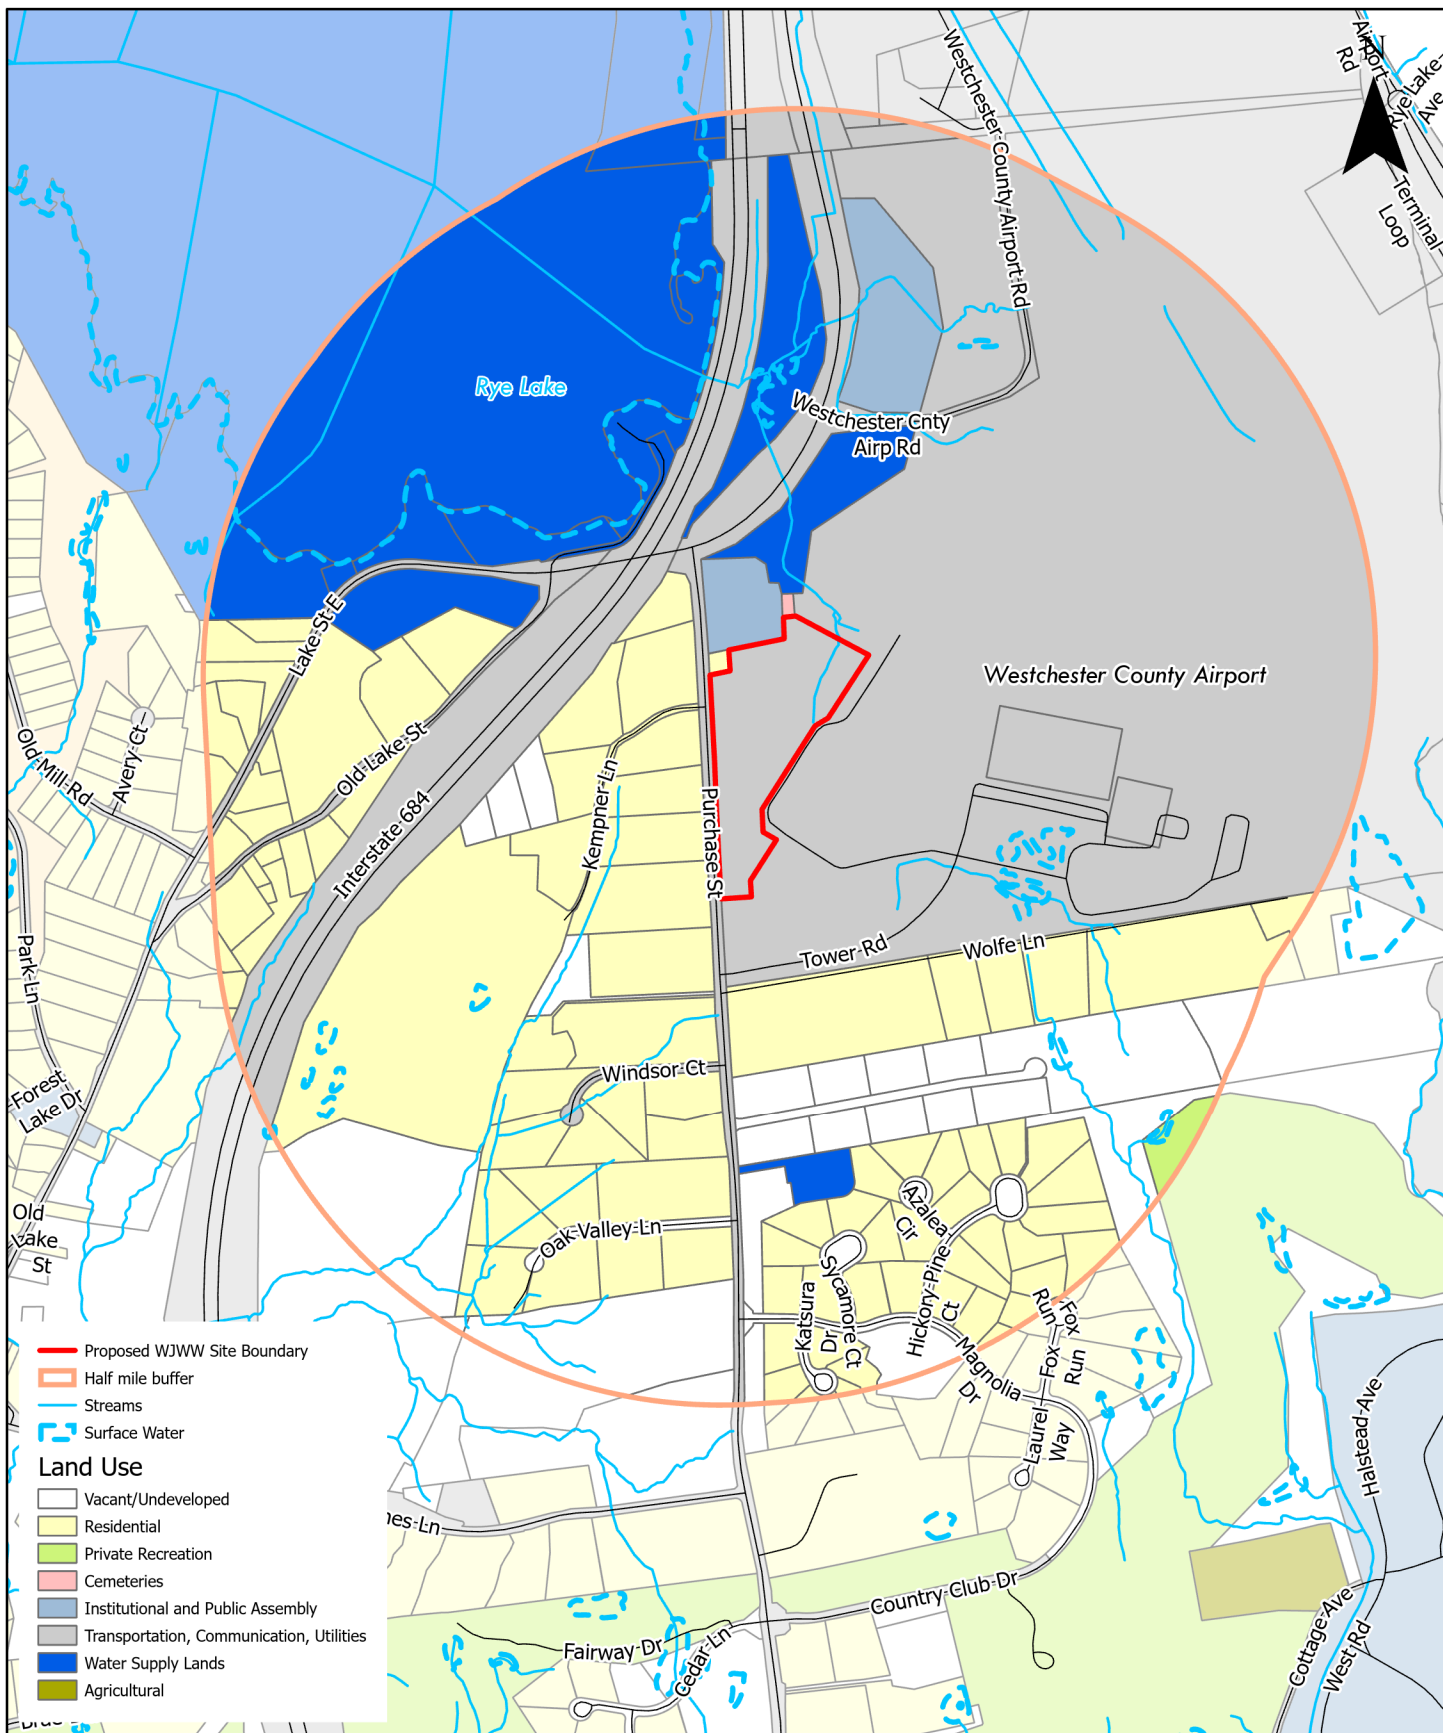 Westchester County Airport Rd
Airport
Rd
N
Rye Lake
Ave
Terminal
Loop
Rye Lake
Westchester Cnty
Airp Rd
Lake St E
Westchester County Airport
Old Mill Rd
Avery Ct
Old Lake St
Interstate 684
Kempner Ln
Purchase St
Park Ln
Tower Rd
Wolfe Ln
Forest
Lake Dr
Windsor Ct
Old
Lake
St
Oak Valley Ln
Azalea
Cir
Sycamore Ct
Katsura
Dr
Hickory Pine
Ct
Magnolia
Dr
Fox
Run
Fox
Run
Laurel
Way
Halstead Ave
nes Ln
Country Club Dr
Fairway Dr
Cedar Ln
Cottage Ave
West Rd
Proposed WJWW Site Boundary
Half mile buffer
Streams
Surface Water
Land Use
Vacant/Undeveloped
Residential
Private Recreation
Cemeteries
Institutional and Public Assembly
Transportation, Communication, Utilities
Water Supply Lands
Agricultural